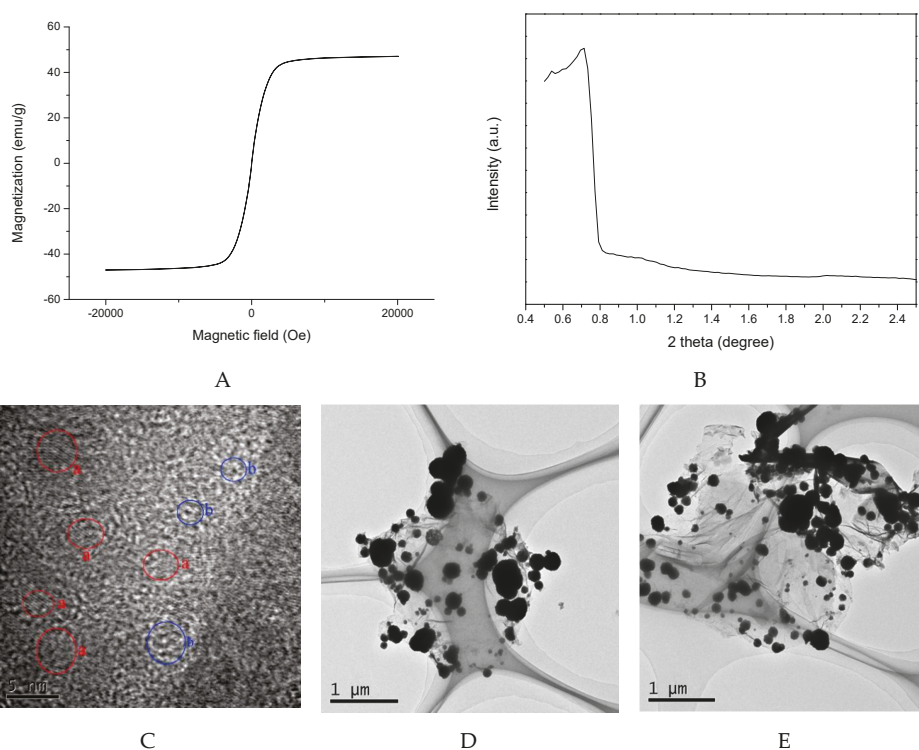 60
40
20
0
-20
-40
-60
-20000 0 20000
Magnetization (emu/g)
Magnetic field (Oe)
A
Intensity (a.u.)
0.4 0.6 0.8 1.0 1.2 1.4 1.6 1.8 2.0 2.2 2.4
2 theta (degree)
B
a
b
b
a
a
a
b
a
5 nm
C
1 μm
D
1 μm
E